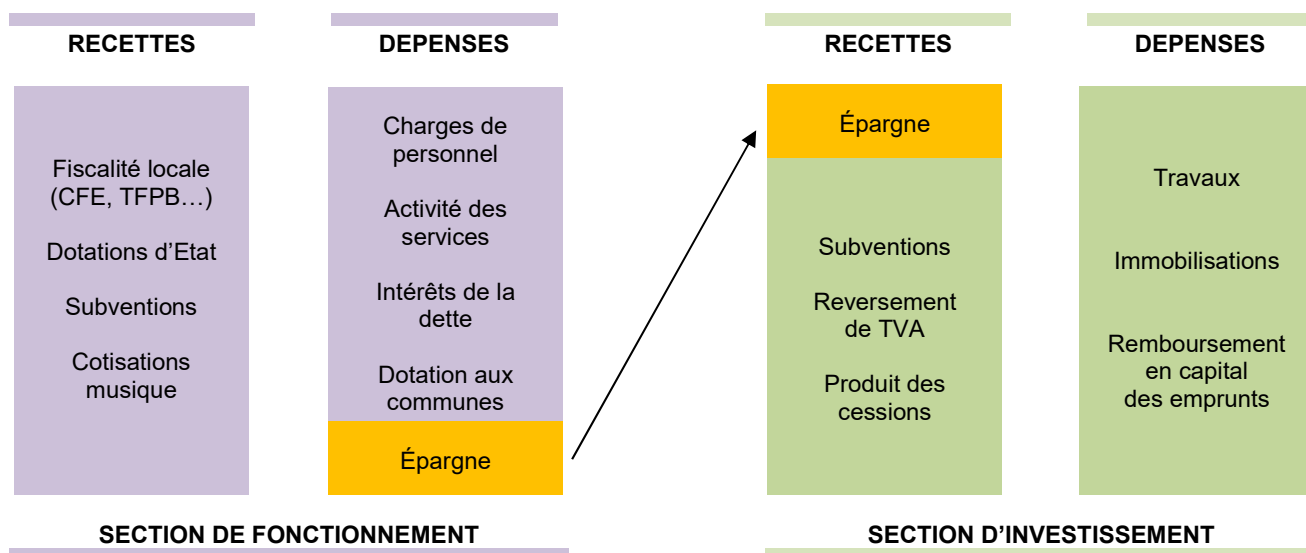 RECETTES
Fiscalité locale
(CFE, TFPB…)
Dotations d’Etat
Subventions
Cotisations
musique
DEPENSES
Charges de
personnel
Activité des
services
Intérêts de la
dette
Dotation aux
communes
Épargne
SECTION DE FONCTIONNEMENT
RECETTES
Épargne
Subventions
Reversement
de TVA
Produit des
cessions
DEPENSES
Travaux
Immobilisations
Remboursement
en capital
des emprunts
SECTION D’INVESTISSEMENT